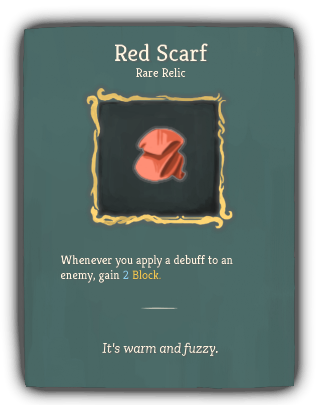 Red Scarf
Rare Relic
Whenever you apply a debuff to an
enemy, gain 2 Block.
It's warm and fuzzy.